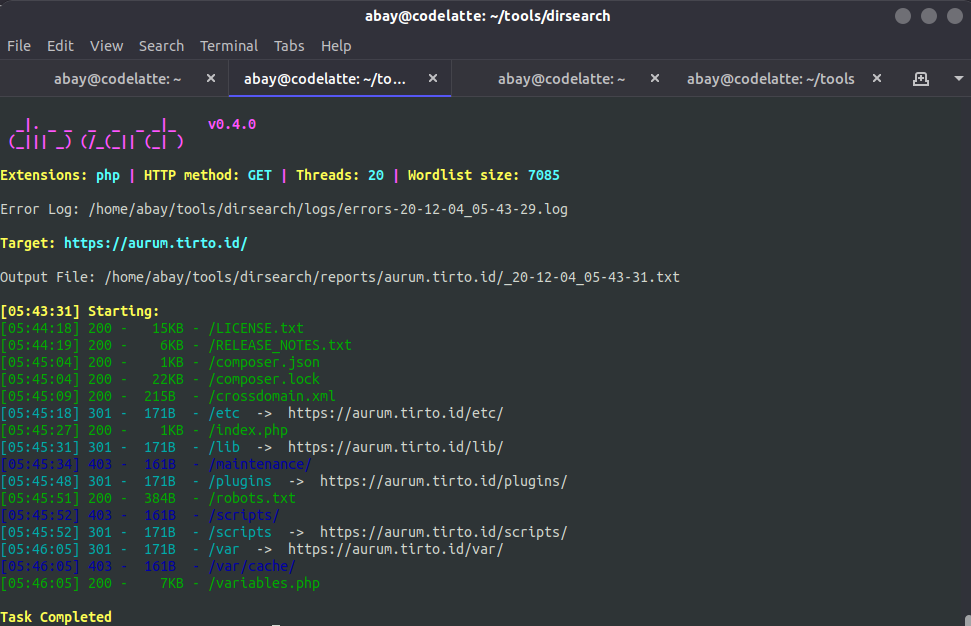 abay@codelatte: ~/tools/dirsearch
File Edit View Search Terminal Tabs Help
abay@codelatte: ~ × abay@codelatte: ~/to... × abay@codelatte: ~ × abay@codelatte: ~/tools ×
_|. _ _  _  _  _ _|_    v0.4.0
(_||| _) (/_(_|| (_| )
Extensions: php | HTTP method: GET | Threads: 20 | Wordlist size: 7085
Error Log: /home/abay/tools/dirsearch/logs/errors-20-12-04_05-43-29.log
Target: https://aurum.tirto.id/
Output File: /home/abay/tools/dirsearch/reports/aurum.tirto.id/_20-12-04_05-43-31.txt
[05:43:31] Starting:
[05:44:18] 200 -   15KB - /LICENSE.txt
[05:44:19] 200 -    6KB - /RELEASE_NOTES.txt
[05:45:04] 200 -    1KB - /composer.json
[05:45:04] 200 -   22KB - /composer.lock
[05:45:09] 200 -  215B  - /crossdomain.xml
[05:45:18] 301 -  171B  - /etc  ->  https://aurum.tirto.id/etc/
[05:45:27] 200 -    1KB - /index.php
[05:45:31] 301 -  171B  - /lib  ->  https://aurum.tirto.id/lib/
[05:45:34] 403 -  161B  - /maintenance/
[05:45:48] 301 -  171B  - /plugins  ->  https://aurum.tirto.id/plugins/
[05:45:51] 200 -  384B  - /robots.txt
[05:45:52] 403 -  161B  - /scripts/
[05:45:52] 301 -  171B  - /scripts  ->  https://aurum.tirto.id/scripts/
[05:46:05] 301 -  171B  - /var  ->  https://aurum.tirto.id/var/
[05:46:05] 403 -  161B  - /var/cache/
[05:46:05] 200 -    7KB - /variables.php
Task Completed